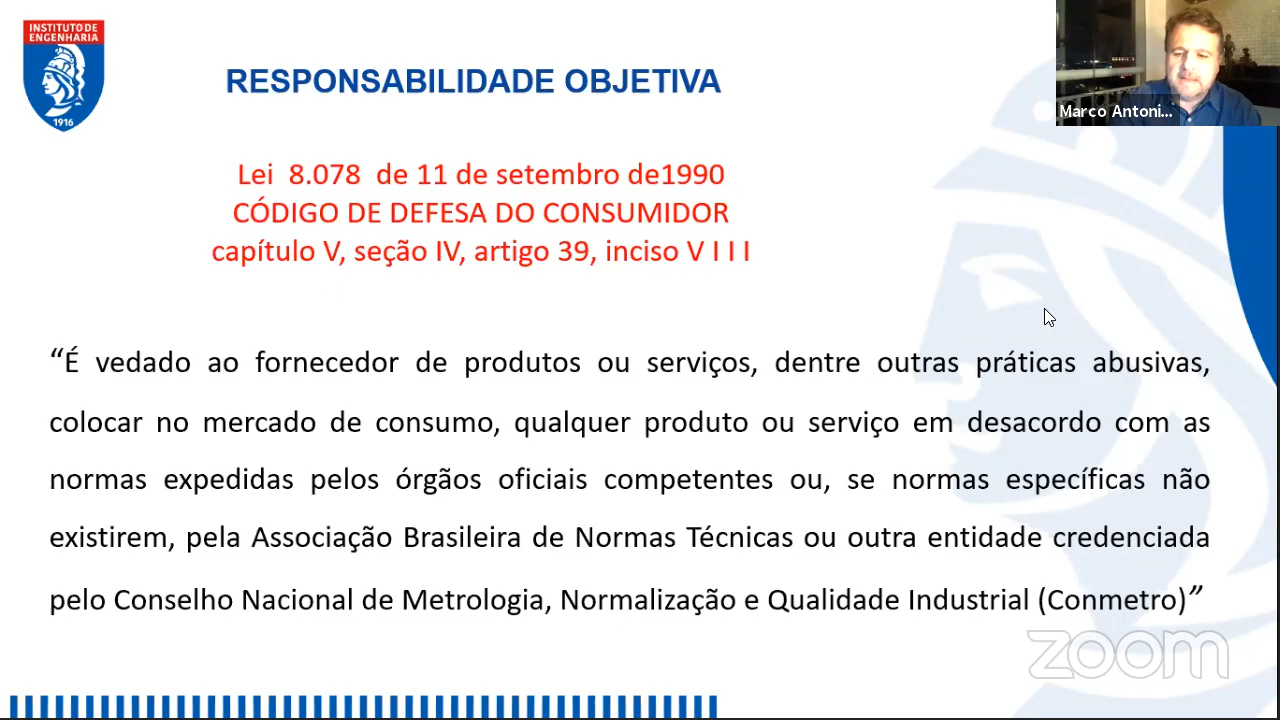 INSTITUTO DE
ENGENHARIA
1916
RESPONSABILIDADE OBJETIVA
Marco Antoni...
Lei 8.078 de 11 de setembro de1990
CÓDIGO DE DEFESA DO CONSUMIDOR
capítulo V, seção IV, artigo 39, inciso V I I I
“É vedado ao fornecedor de produtos ou serviços, dentre outras práticas abusivas,
colocar no mercado de consumo, qualquer produto ou serviço em desacordo com as
normas expedidas pelos órgãos oficiais competentes ou, se normas específicas não
existirem, pela Associação Brasileira de Normas Técnicas ou outra entidade credenciada
pelo Conselho Nacional de Metrologia, Normalização e Qualidade Industrial (Conmetro)”
zoom